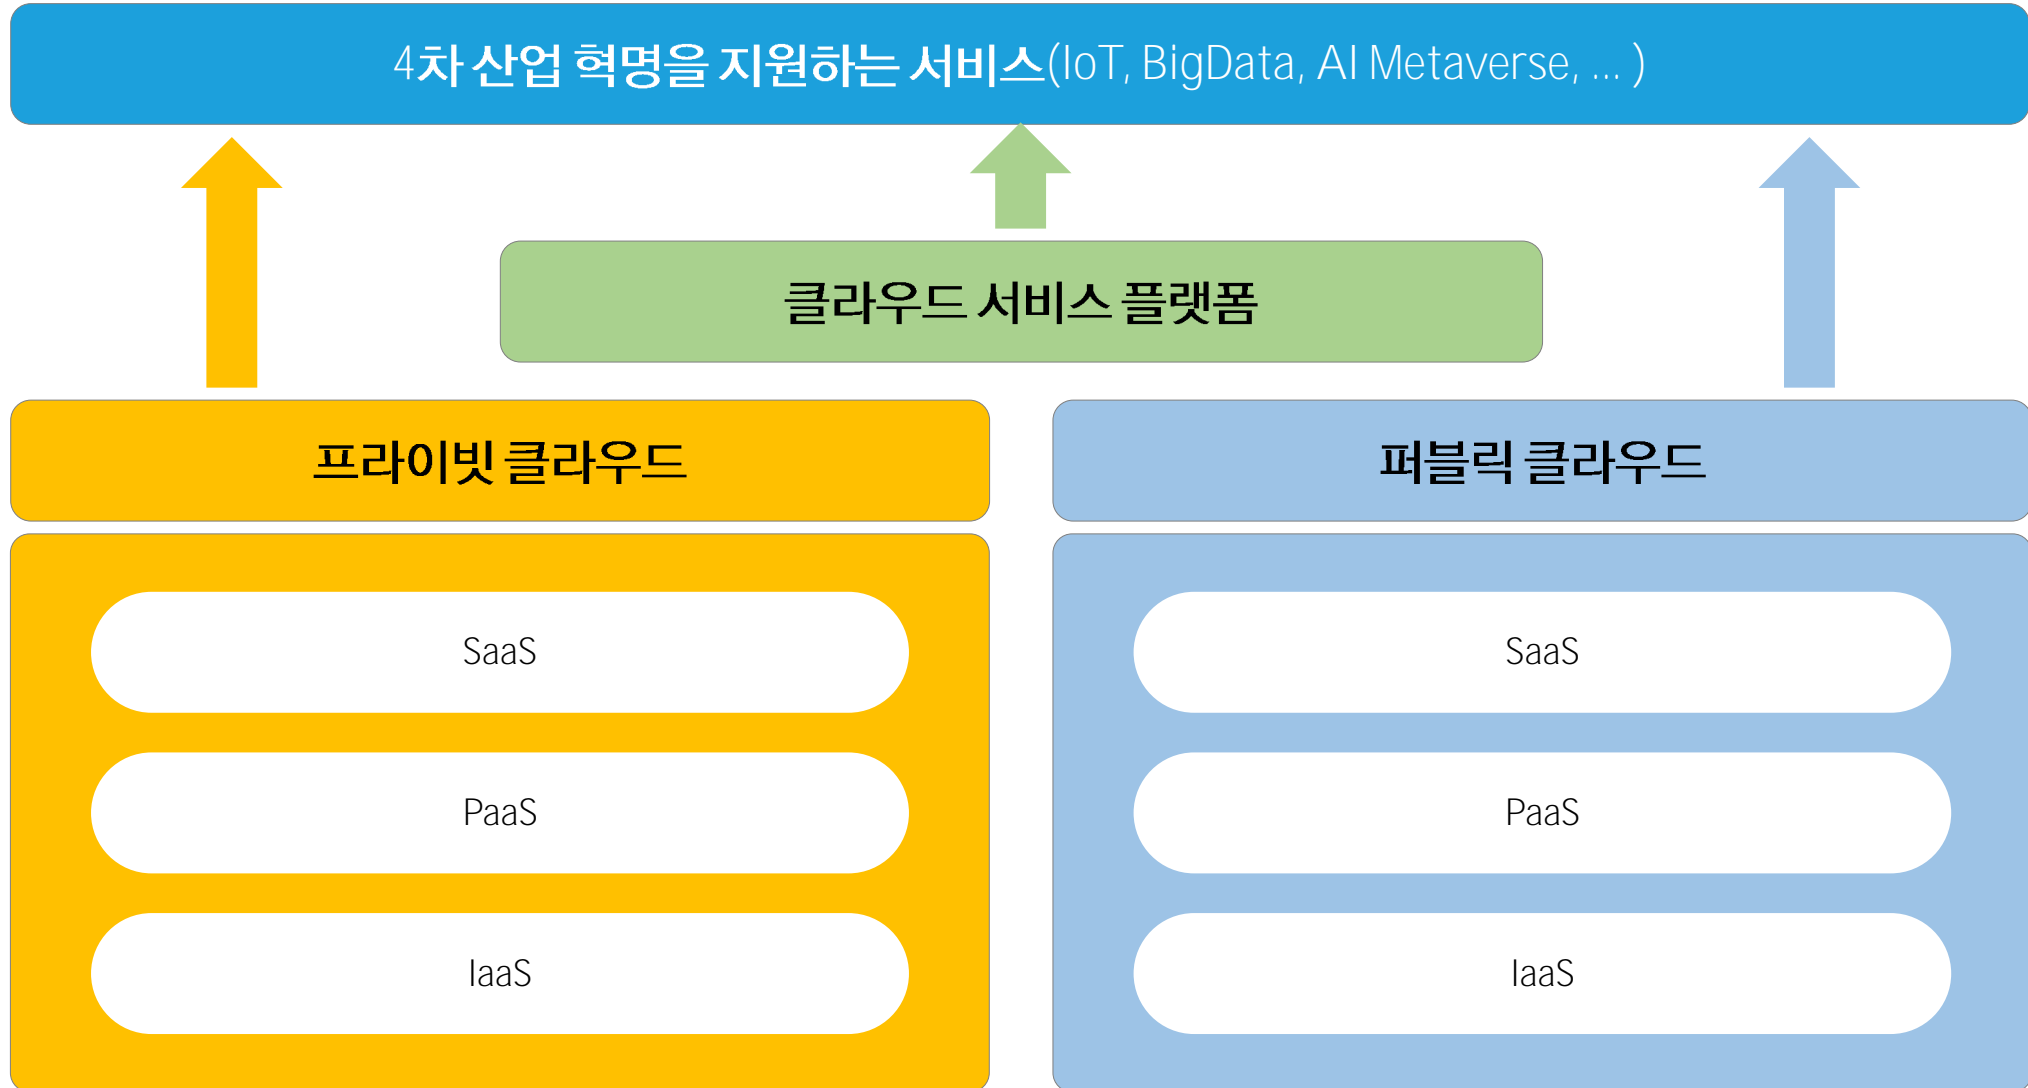 4차 산업 혁명을 지원하는 서비스(IoT, BigData, AI Metaverse, ... )
클라우드 서비스 플랫폼
프라이빗 클라우드
퍼블릭 클라우드
SaaS
SaaS
PaaS
PaaS
IaaS
IaaS